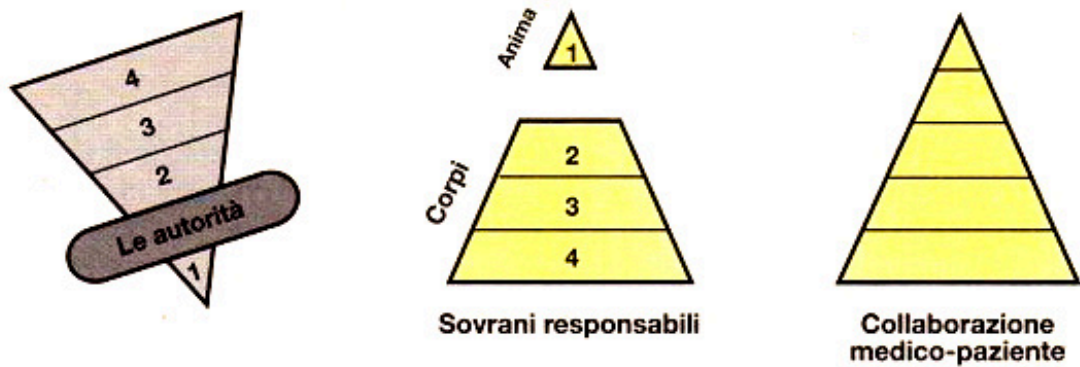 4
3
2
Le autorità
1
Anima
1
Corpi
2
3
4
Sovrani responsabili
Collaborazione
medico-paziente